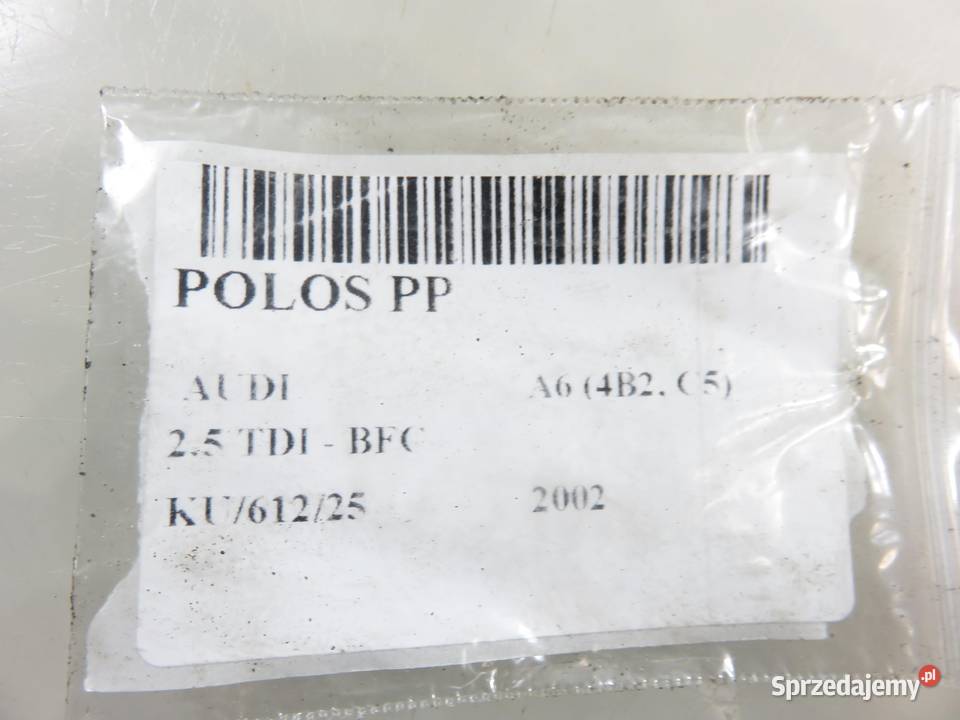 POLOS PP
AUDI A6 (4B2, C5)
2.5 TDI - BFC
KU/612/25 2002
Sprzedajemy.pl